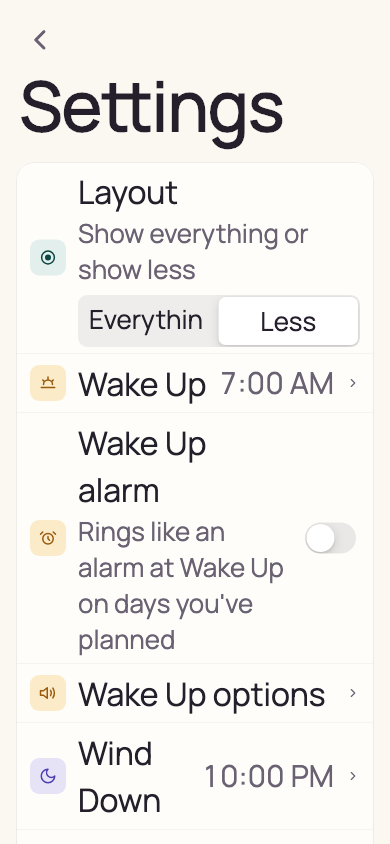 Settings
Layout
Show everything or
show less
Everythin
Less
Wake Up
7:00 AM
Wake Up
alarm
Rings like an
alarm at Wake Up
on days you've
planned
Wake Up options
Wind
Down
10:00 PM